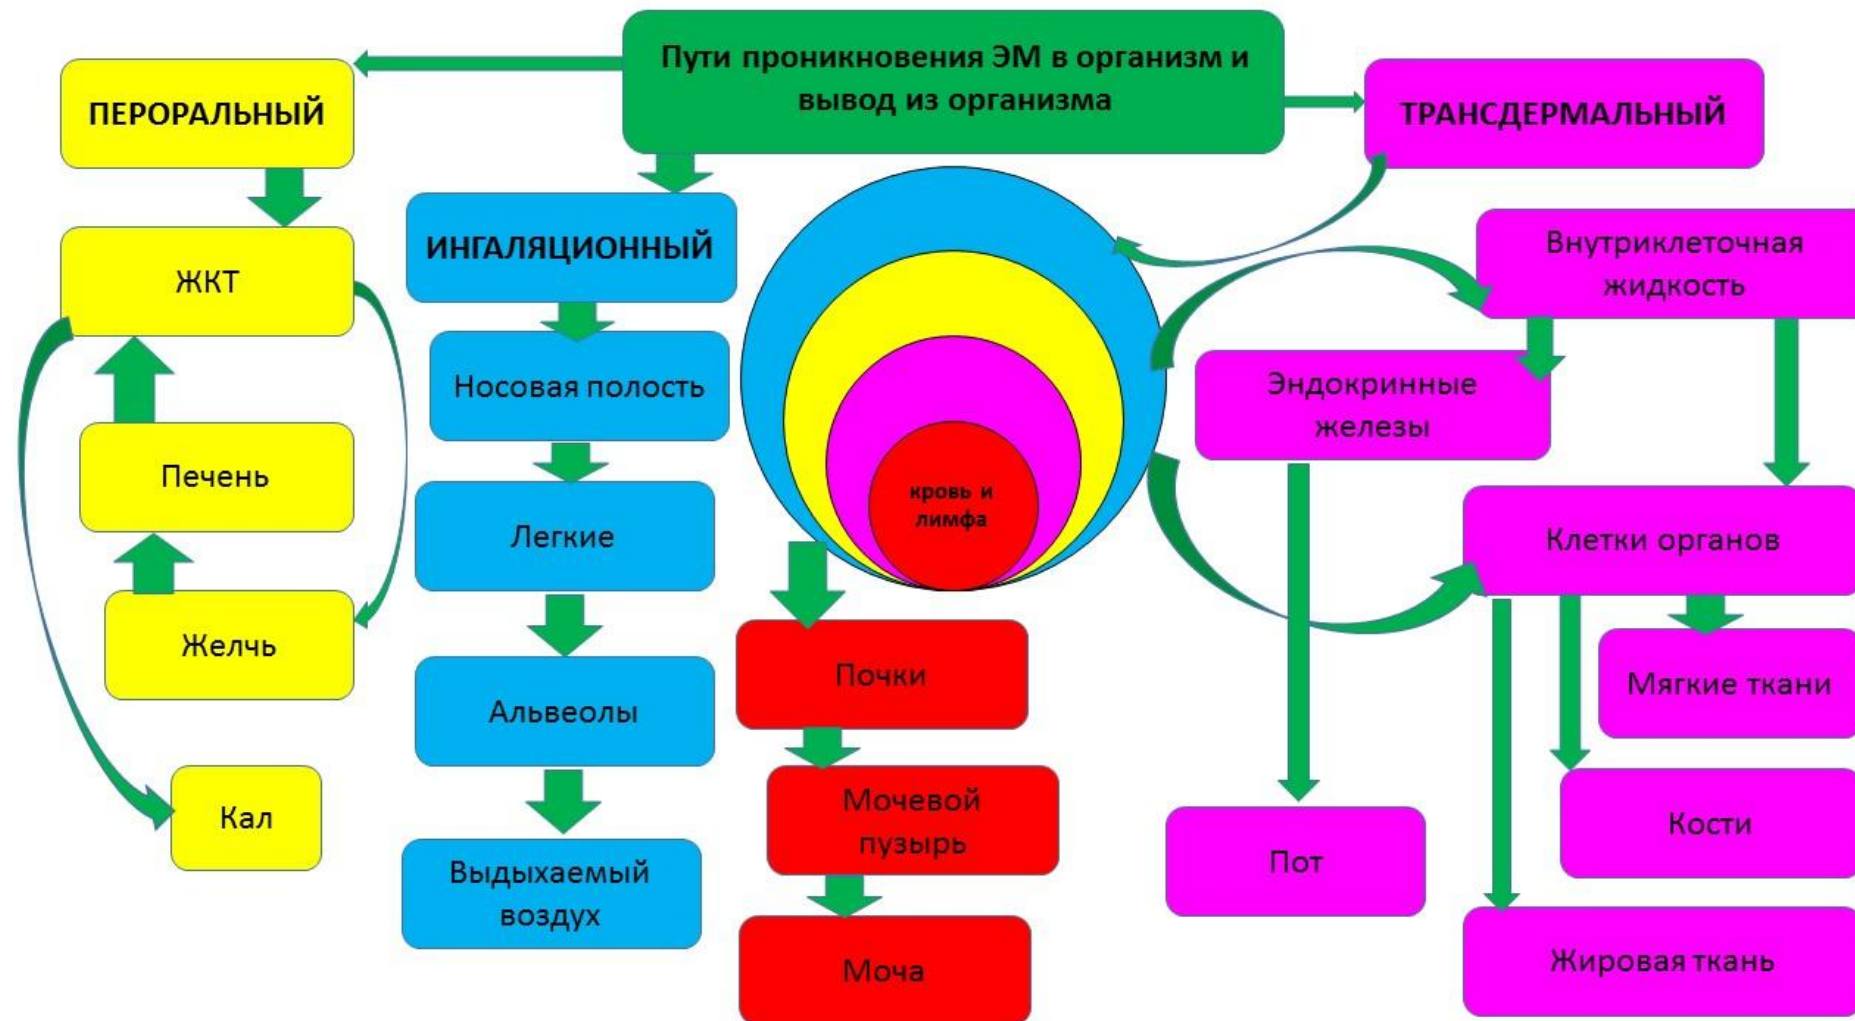 Пути проникновения ЭМ в организм и
вывод из организма
ПЕРОРАЛЬНЫЙ
ЖКТ
Печень
Желчь
Кал
ИНГАЛЯЦИОННЫЙ
Носовая полость
Легкие
Альвеолы
Выдыхаемый
воздух
кровь и
лимфа
Почки
Мочевой
пузырь
Моча
ТРАНСДЕРМАЛЬНЫЙ
Внутриклеточная
жидкость
Эндокринные
железы
Клетки органов
Мягкие ткани
Кости
Пот
Жировая ткань